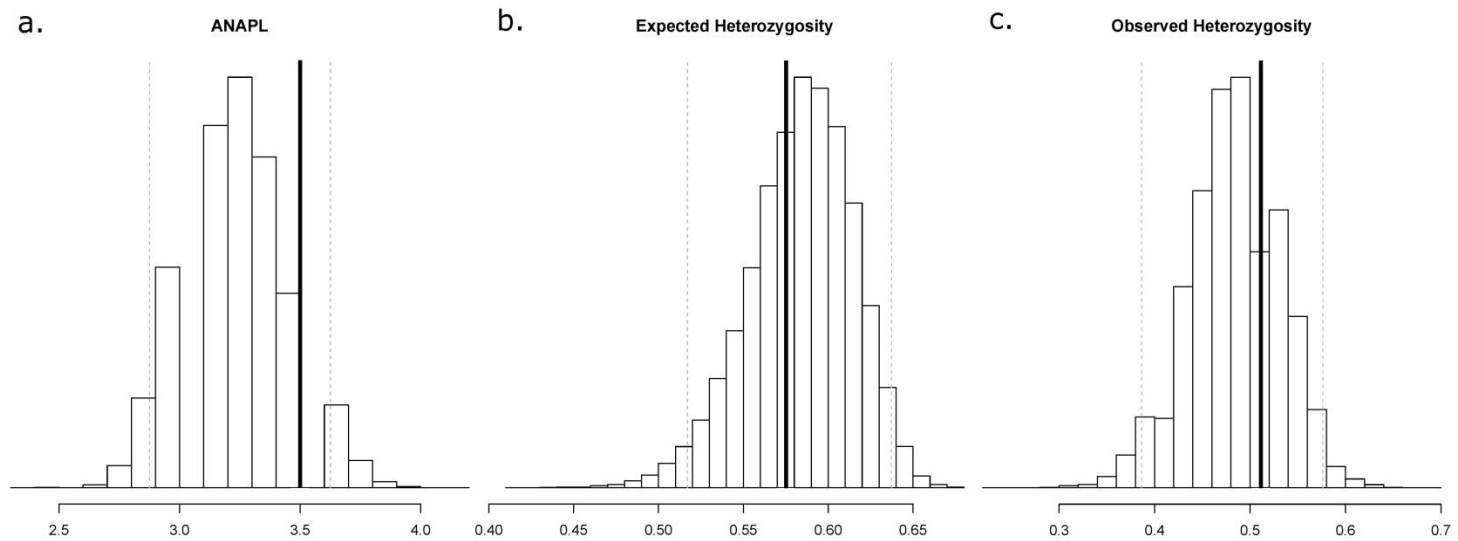 a.
ANAPL
2.5 3.0 3.5 4.0
b.
Expected Heterozygosity
0.40 0.45 0.50 0.55 0.60 0.65
c.
Observed Heterozygosity
0.3 0.4 0.5 0.6 0.7